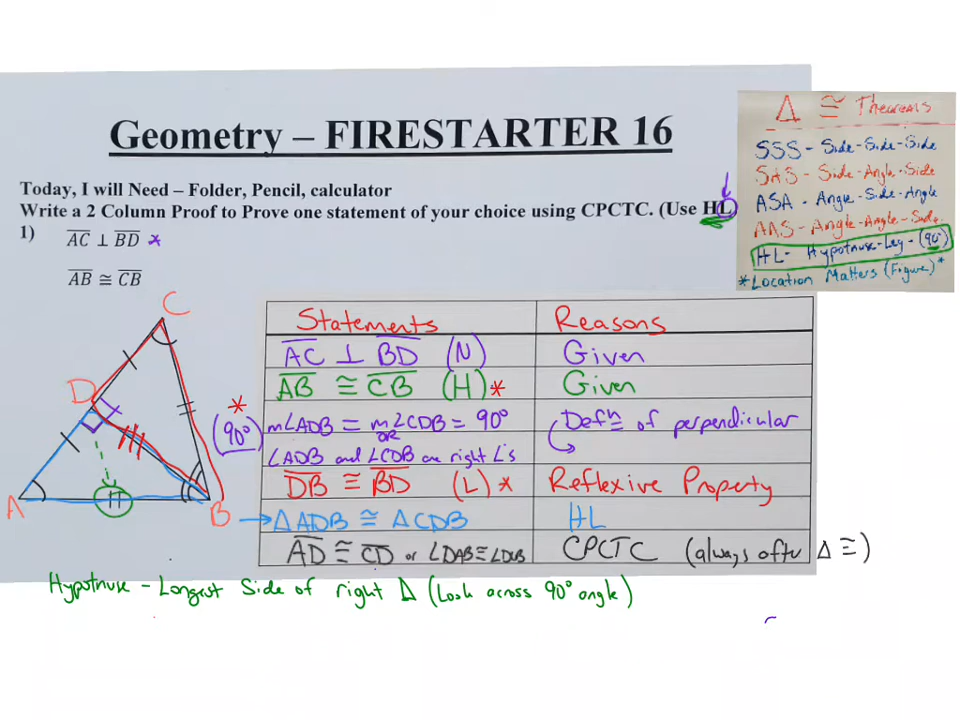 Geometry – FIRESTARTER 16
Δ ≅ Theorems
SSS - Side-Side-Side
SAS - Side-Angle-Side
ASA - Angle-Side-Angle
AAS - Angle-Angle-Side
HL - Hypotnuse-Leg-(90°)
*Location Matters (Figure)*
Today, I will Need – Folder, Pencil, calculator
Write a 2 Column Proof to Prove one statement of your choice using CPCTC. (Use HL)
1) AC ⊥ BD *
AB ≅ CB
C
D
A
B
* (90°)
Statements Reasons
AC ⊥ BD (N) Given
AB ≅ CB (H)* Given
m∠ADB = m∠CDB = 90° Defn of perpendicular
OR
∠ADB and ∠CDB are right ∠'s
DB ≅ BD (L)* Reflexive Property
→ΔADB ≅ ΔCDB HL
AD ≅ CD or ∠DAB≅∠DCB CPCTC (always after Δ ≅)
Hypotnuse - Longest Side of right Δ (Look across 90° angle)